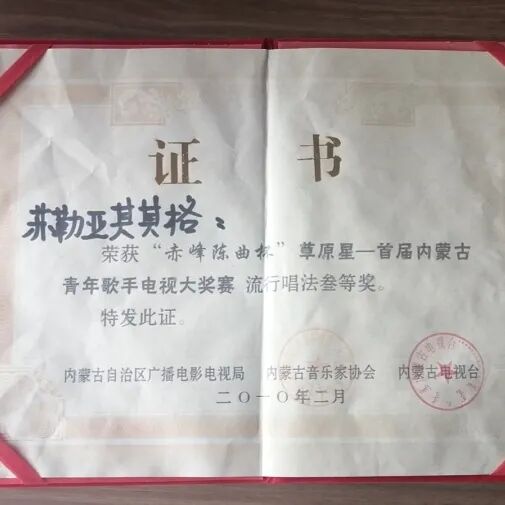 证 书
苏勒亚其其格：
荣获“赤峰陈曲杯”草原星—首届内蒙古
青年歌手电视大奖赛 流行唱法叁等奖。
特发此证。
内蒙古自治区广播电影电视局 内蒙古音乐家协会 内蒙古电视台
二〇一〇年二月